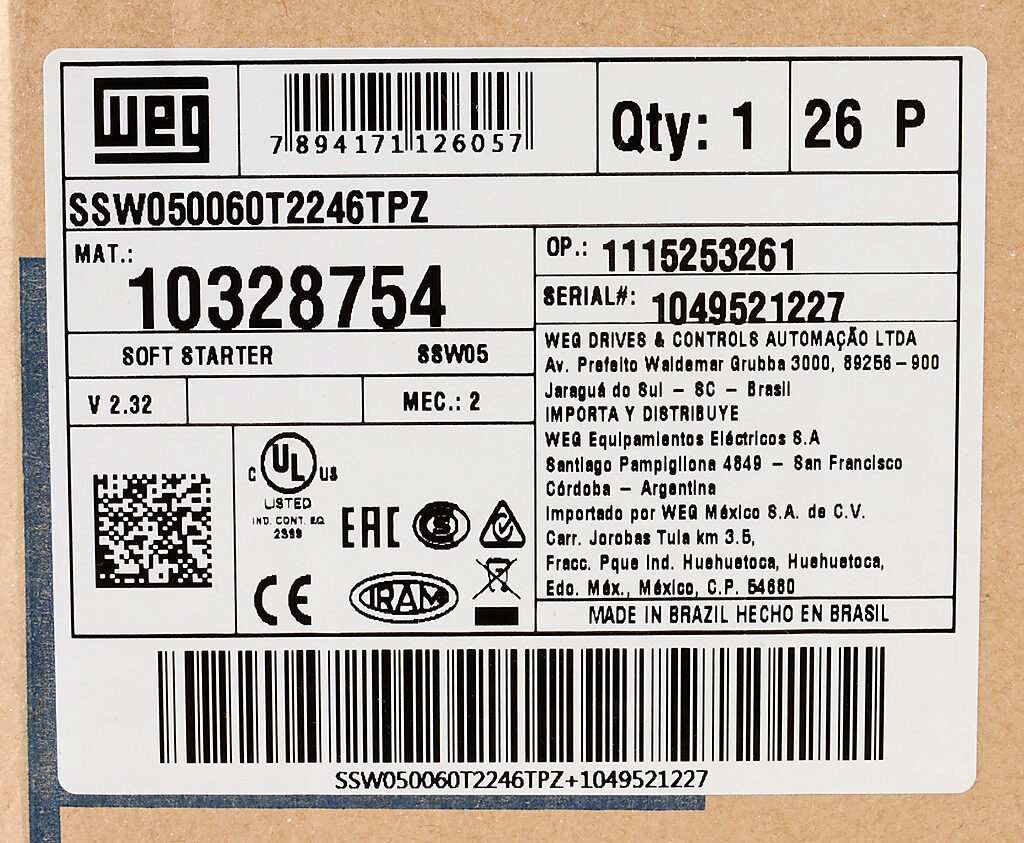 WEG
7 894171 126057
Qty: 1
26 P
SSW050060T2246TPZ
MAT.:
10328754
OP.: 1115253261
SERIAL#: 1049521227
SOFT STARTER SSW05
V 2.32
MEC.: 2
WEG DRIVES & CONTROLS AUTOMAÇÃO LTDA
Av. Prefeito Waldemar Grubba 3000, 89256-900
Jaraguá do Sul - SC - Brasil
IMPORTA Y DISTRIBUYE
WEG Equipamientos Eléctricos S.A
Santiago Pampigliona 4849 - San Francisco
Córdoba - Argentina
Importado por WEG México S.A. de C.V.
Carr. Jorobas Tula km 3.5,
Fracc. Pque Ind. Huehuetoca, Huehuetoca,
Edo. Méx., México, C.P. 54680
MADE IN BRAZIL HECHO EN BRASIL
C UL US
LISTED
IND. CONT. EQ.
2S99
EAC
S
CE
IRAM
SSW050060T2246TPZ+1049521227